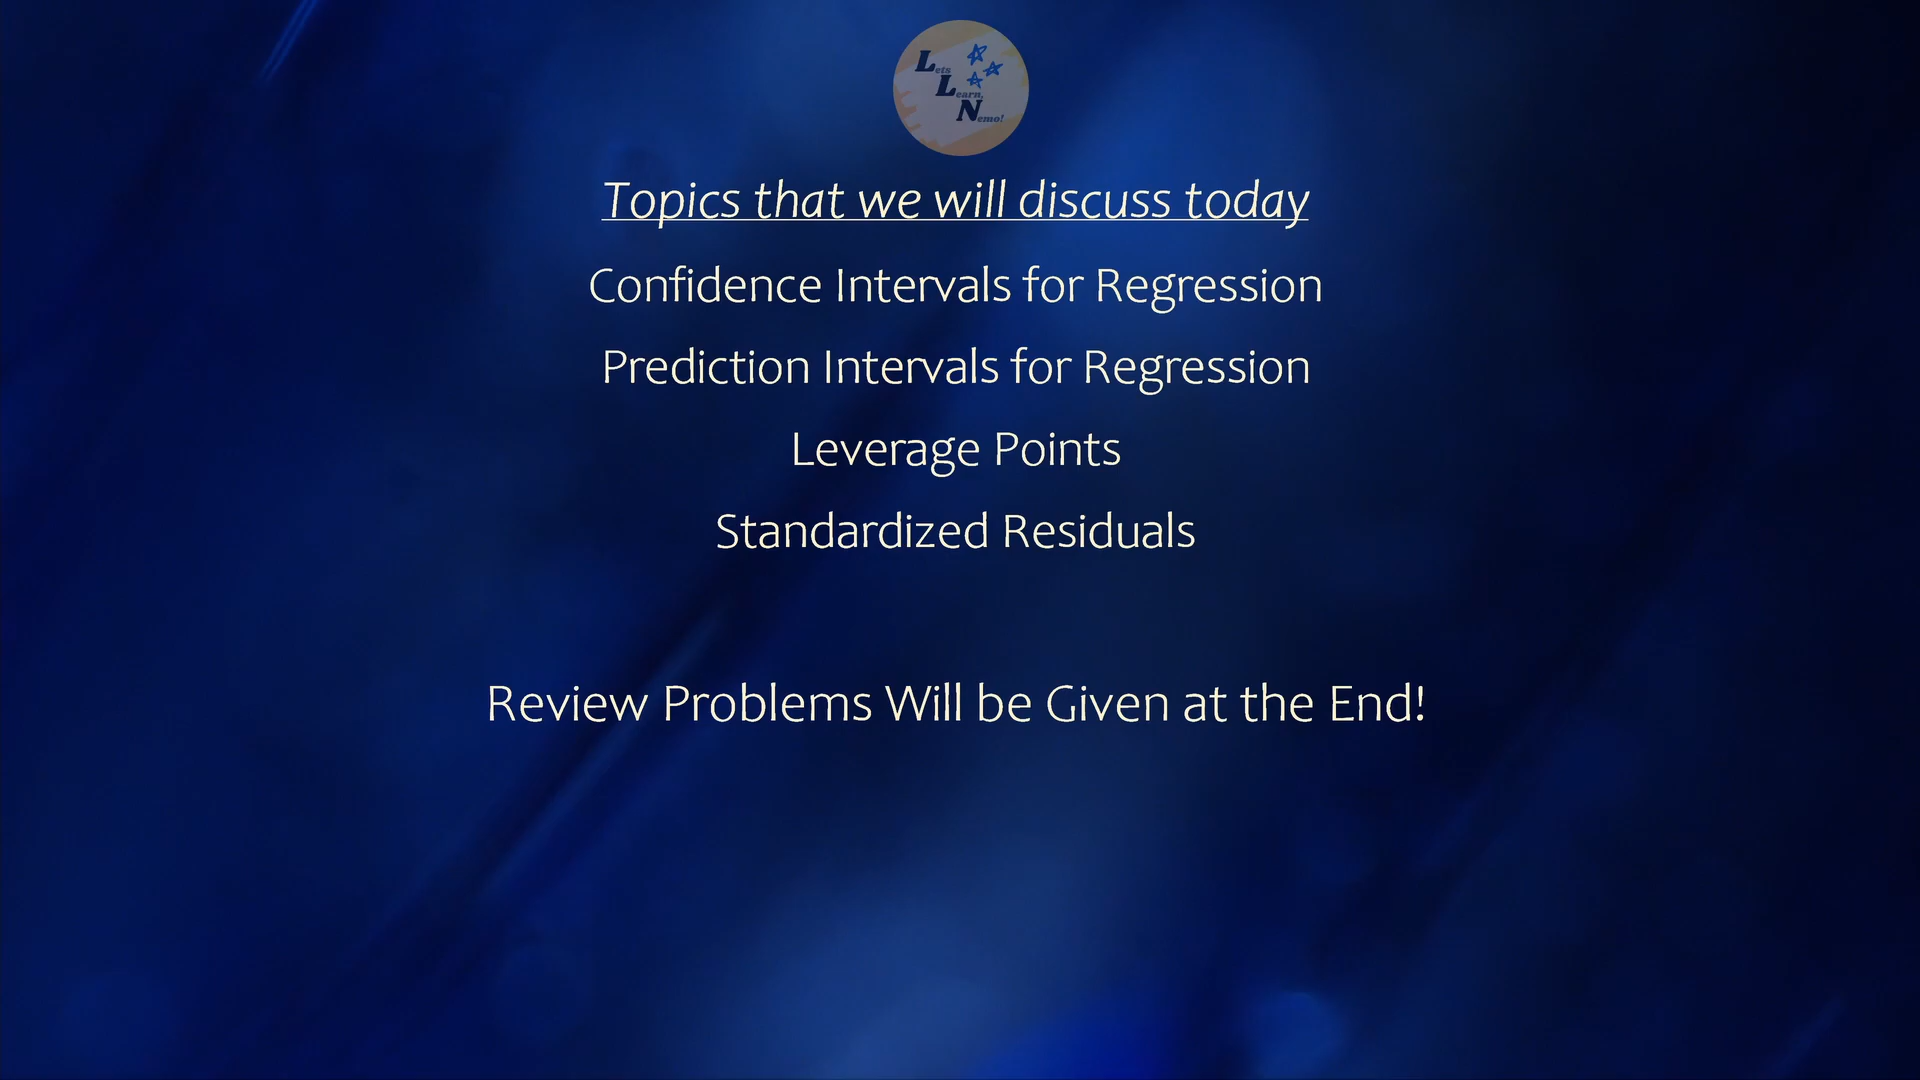 Lets
Learn,
Nemo!
Topics that we will discuss today
Confidence Intervals for Regression
Prediction Intervals for Regression
Leverage Points
Standardized Residuals
Review Problems Will be Given at the End!